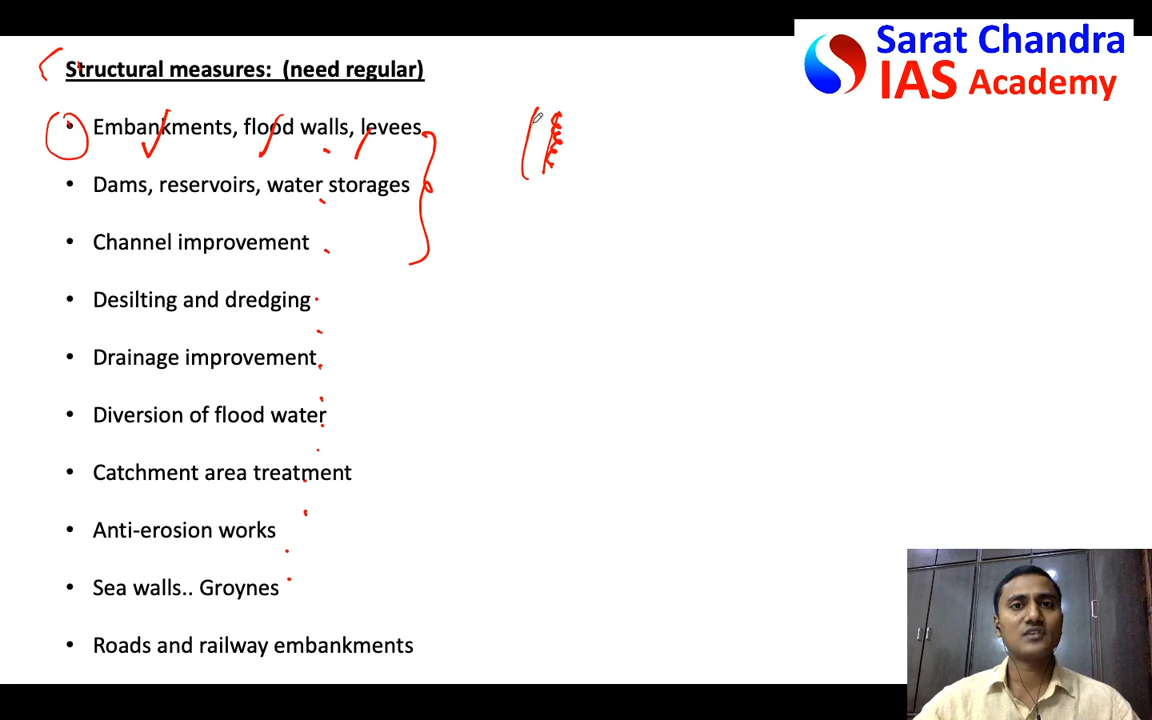 Sarat Chandra
IAS Academy
Structural measures: (need regular)
• Embankments, flood walls, levees
• Dams, reservoirs, water storages
• Channel improvement
• Desilting and dredging
• Drainage improvement
• Diversion of flood water
• Catchment area treatment
• Anti-erosion works
• Sea walls.. Groynes
• Roads and railway embankments